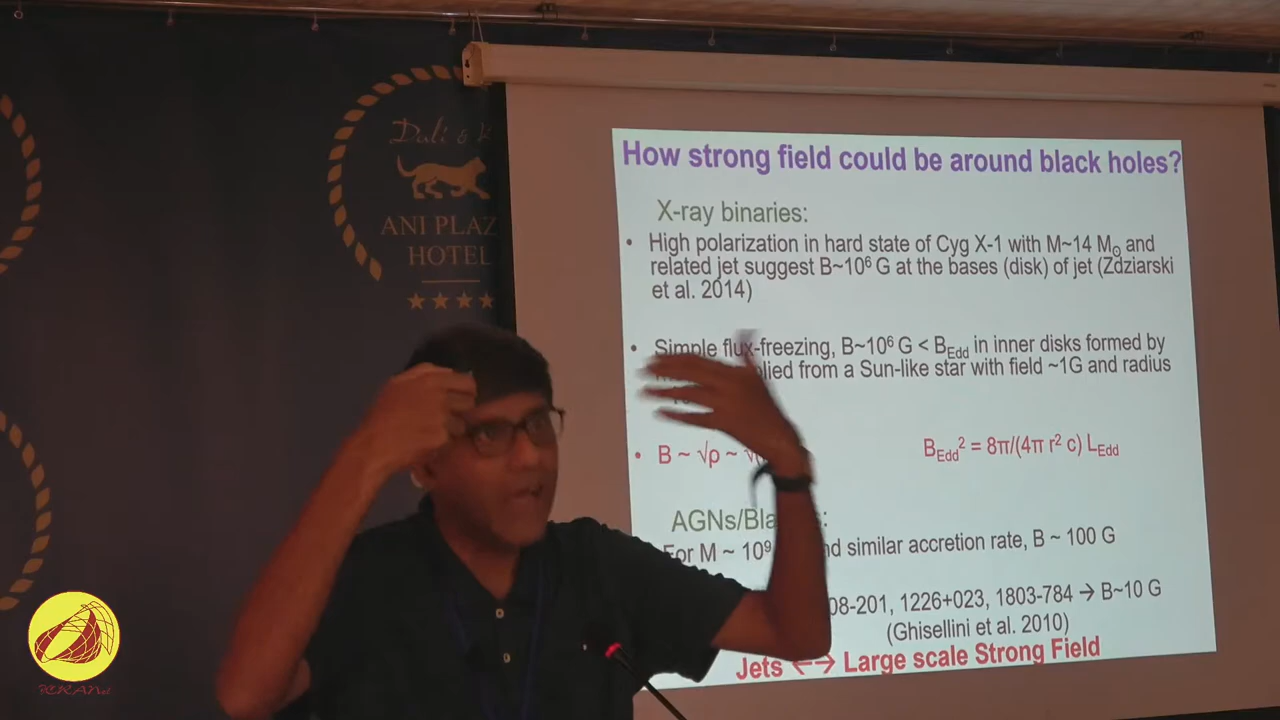 Dali &
ANI PLAZ
HOTEL
How strong field could be around black holes?
X-ray binaries:
• High polarization in hard state of Cyg X-1 with M~14 M⊙ and
related jet suggest B~10⁶ G at the bases (disk) of jet (Zdziarski
et al. 2014)
• Simple flux-freezing, B~10⁶ G < B_Edd in inner disks formed by
plied from a Sun-like star with field ~1G and radius
• B ~ √ρ ~
B_Edd² = 8π/(4π r² c) L_Edd
AGNs/Bla :
For M ~ 10⁹ nd similar accretion rate, B ~ 100 G
08-201, 1226+023, 1803-784 → B~10 G
(Ghisellini et al. 2010)
Jets ←→ Large scale Strong Field
ICRANet